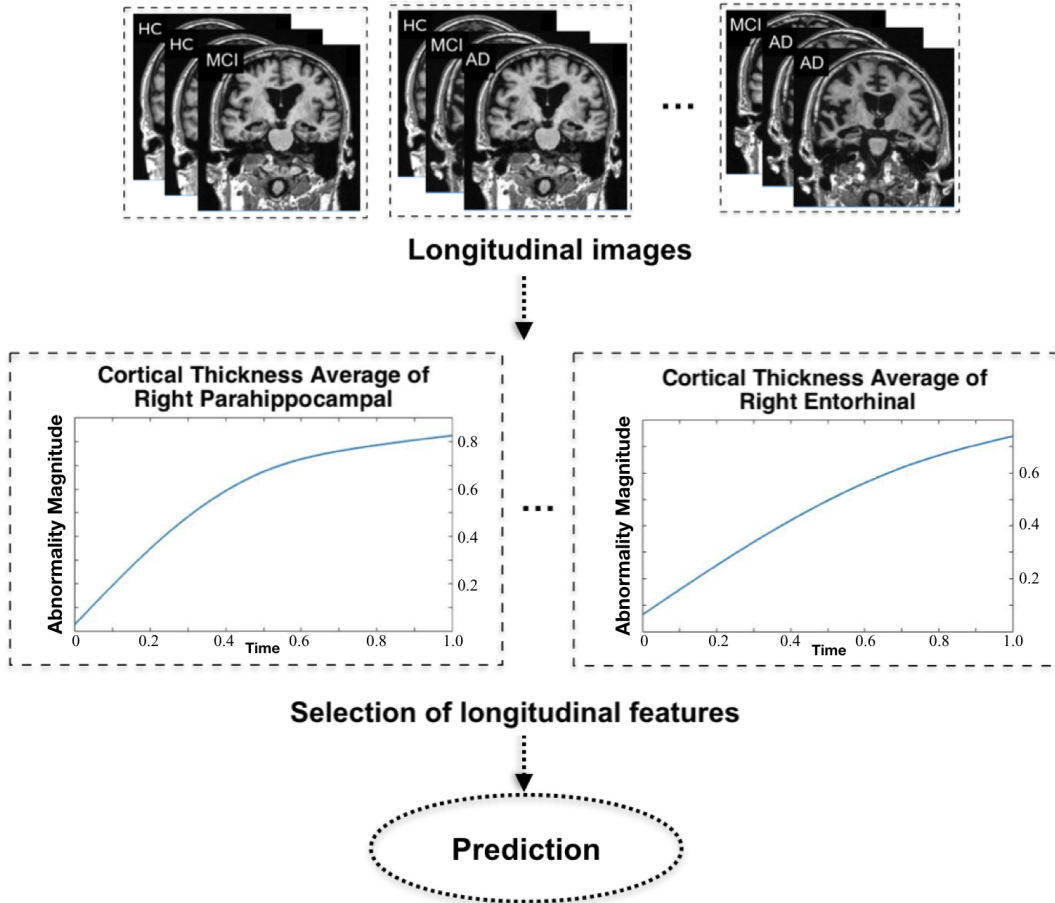 HC
HC
MCI
HC
MCI
AD
...
MCI
AD
AD
Longitudinal images
Cortical Thickness Average of
Right Parahippocampal
Abnormality Magnitude
0.8
0.6
0.4
0.2
0 0.2 0.4 0.6 0.8 1.0
Time
...
Cortical Thickness Average of
Right Entorhinal
Abnormality Magnitude
0.6
0.4
0.2
0 0.2 0.4 0.6 0.8 1.0
Time
Selection of longitudinal features
Prediction